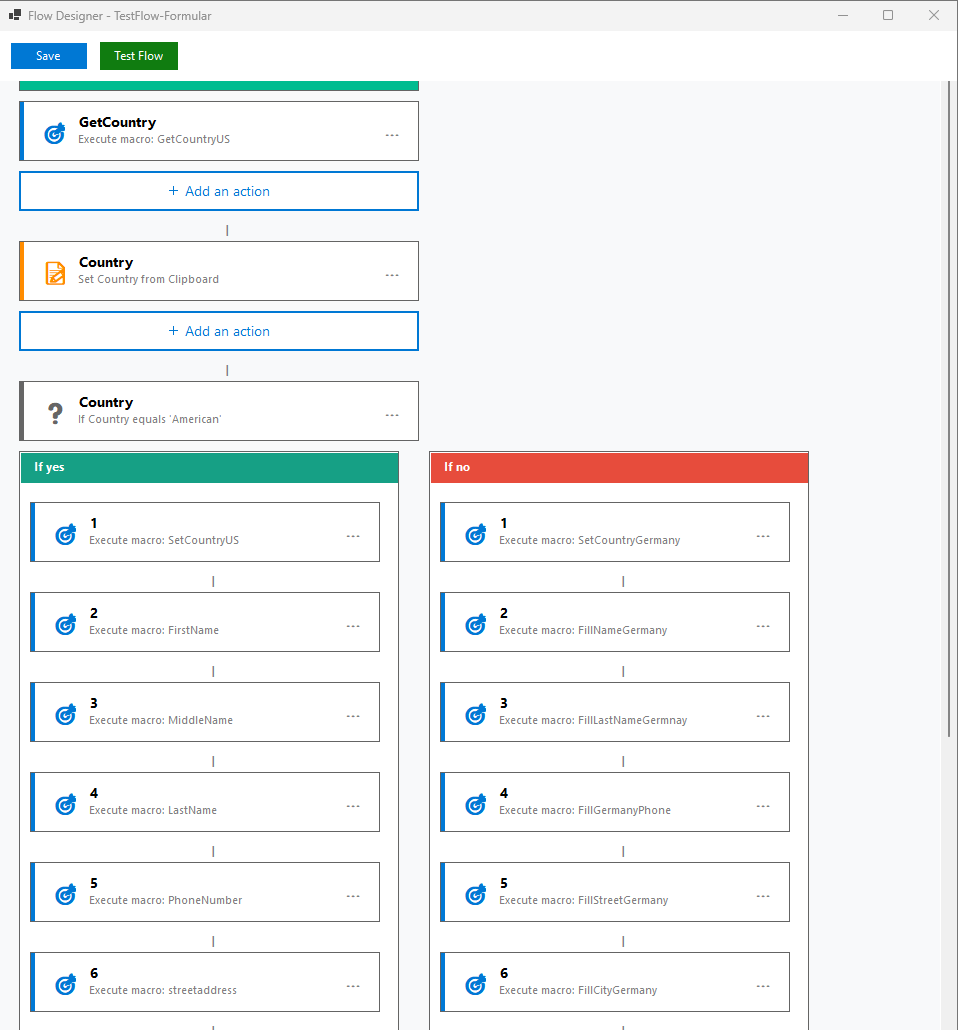 Flow Designer - TestFlow-Formular
Save
Test Flow
GetCountry
Execute macro: GetCountryUS
...
+ Add an action
Country
Set Country from Clipboard
...
+ Add an action
Country
If Country equals 'American'
...
If yes
1
Execute macro: SetCountryUS
...
2
Execute macro: FirstName
...
3
Execute macro: MiddleName
...
4
Execute macro: LastName
...
5
Execute macro: PhoneNumber
...
6
Execute macro: streetaddress
...
If no
1
Execute macro: SetCountryGermany
...
2
Execute macro: FillNameGermany
...
3
Execute macro: FillLastNameGermnay
...
4
Execute macro: FillGermanyPhone
...
5
Execute macro: FillStreetGermany
...
6
Execute macro: FillCityGermany
...